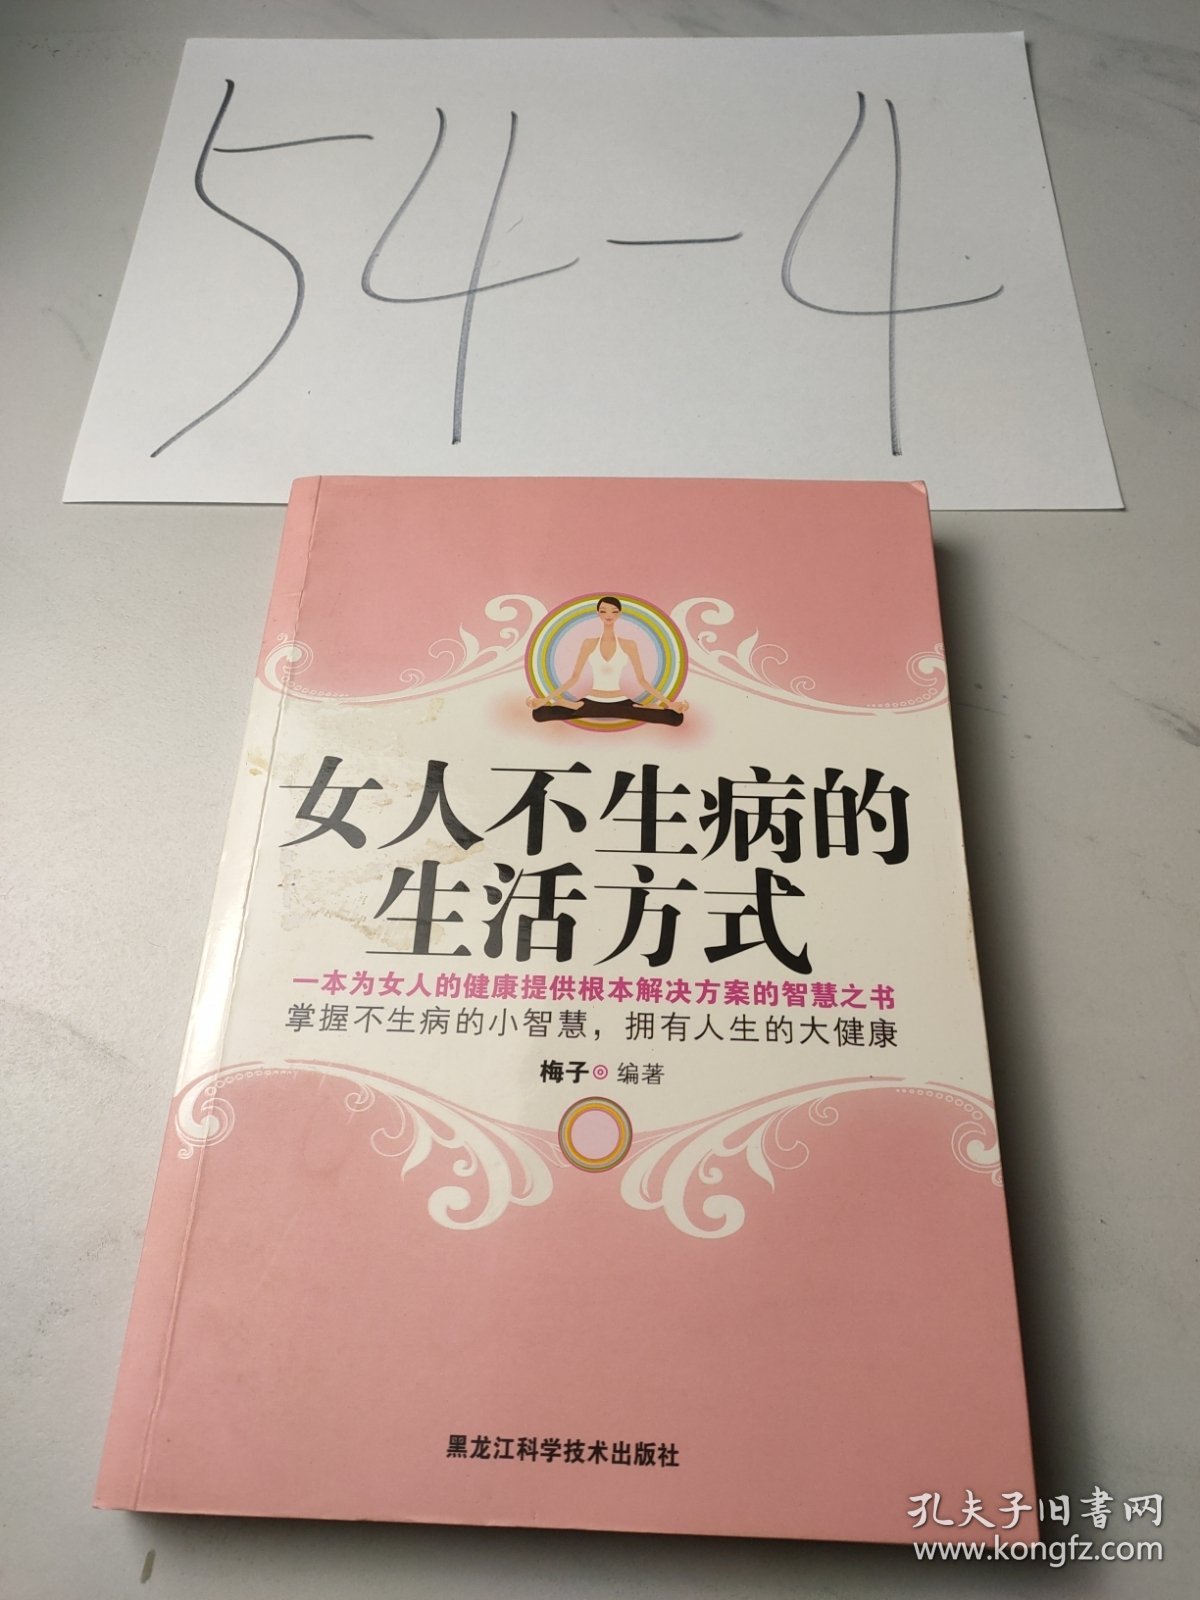 54-4
女人不生病的
生活方式
一本为女人的健康提供根本解决方案的智慧之书
掌握不生病的小智慧，拥有人生的大健康
梅子◎编著
黑龙江科学技术出版社
孔夫子旧书网
www.kongfz.com